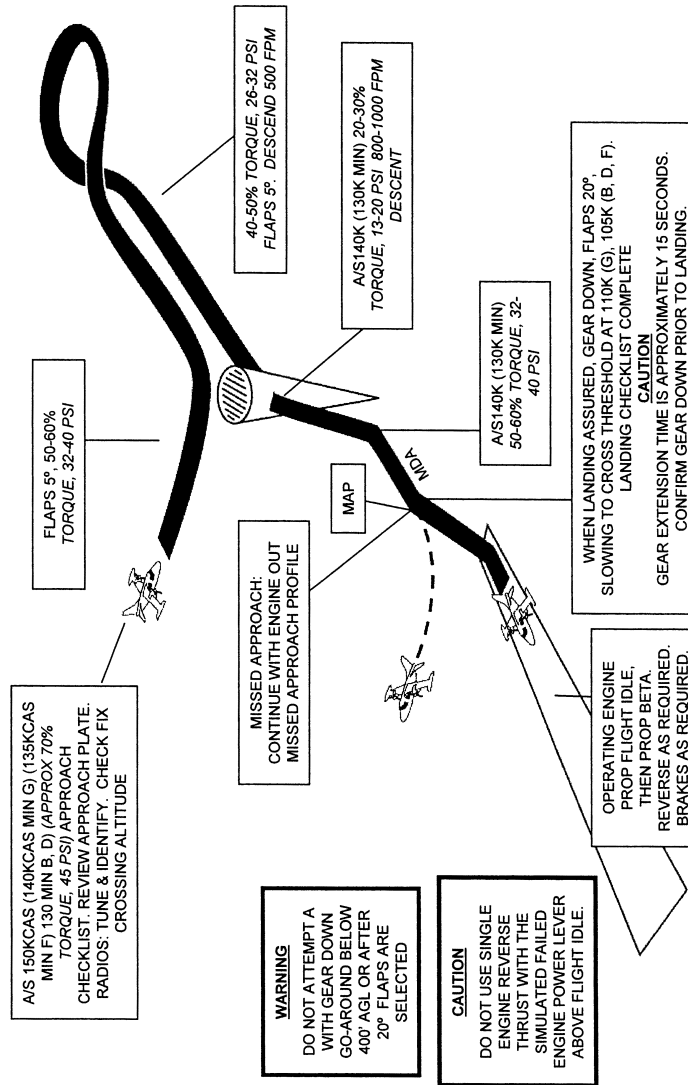 A/S 150KCAS (140KCAS MIN G) (135KCAS
MIN F) 130 MIN B, D) (APPROX 70%
TORQUE, 45 PSI) APPROACH
CHECKLIST. REVIEW APPROACH PLATE.
RADIOS: TUNE & IDENTIFY. CHECK FIX
CROSSING ALTITUDE
FLAPS 5º, 50-60%
TORQUE, 32-40 PSI
40-50% TORQUE, 26-32 PSI
FLAPS 5º. DESCEND 500 FPM
A/S140K (130K MIN) 20-30%
TORQUE, 13-20 PSI 800-1000 FPM
DESCENT
A/S140K (130K MIN)
50-60% TORQUE, 32-
40 PSI
MDA
MAP
MISSED APPROACH:
CONTINUE WITH ENGINE OUT
MISSED APPROACH PROFILE
WHEN LANDING ASSURED, GEAR DOWN, FLAPS 20º,
SLOWING TO CROSS THRESHOLD AT 110K (G), 105K (B, D, F).
LANDING CHECKLIST COMPLETE
CAUTION
GEAR EXTENSION TIME IS APPROXIMATELY 15 SECONDS.
CONFIRM GEAR DOWN PRIOR TO LANDING.
OPERATING ENGINE
PROP FLIGHT IDLE,
THEN PROP BETA.
REVERSE AS REQUIRED.
BRAKES AS REQUIRED.
WARNING
DO NOT ATTEMPT A
WITH GEAR DOWN
GO-AROUND BELOW
400' AGL OR AFTER
20º FLAPS ARE
SELECTED
CAUTION
DO NOT USE SINGLE
ENGINE REVERSE
THRUST WITH THE
SIMULATED FAILED
ENGINE POWER LEVER
ABOVE FLIGHT IDLE.